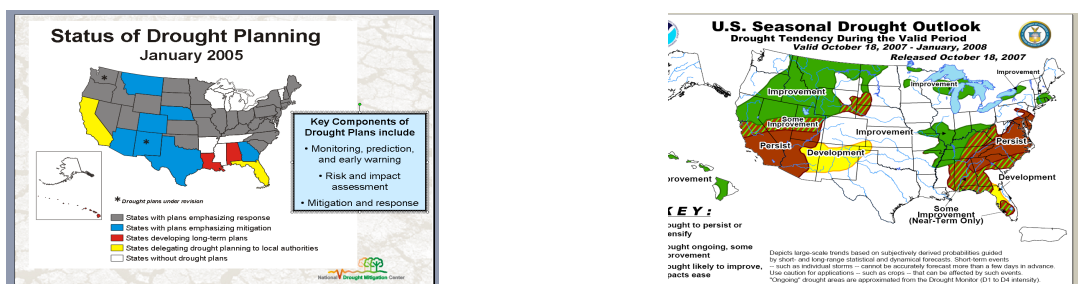 Status of Drought Planning
January 2005
*
*
Key Components of
Drought Plans include
• Monitoring, prediction,
and early warning
• Risk and impact
assessment
• Mitigation and response
* Drought plans under revision
States with plans emphasizing response
States with plans emphasizing mitigation
States developing long-term plans
States delegating drought planning to local authorities
States without drought plans
National Drought Mitigation Center
U.S. Seasonal Drought Outlook
Drought Tendency During the Valid Period
Valid October 18, 2007 - January, 2008
Released October 18, 2007
Improvement
Improvement
Improvement
Some
Improvement
Improvement
Persist
Development
Persist
Development
rovement
Some
Improvement
(Near-Term Only)
KEY:
ought to persist or
ensify
ought ongoing, some
provement
ought likely to improve,
pacts ease
Depicts large-scale trends based on subjectively derived probabilities guided
by short- and long-range statistical and dynamical forecasts. Short-term events
-- such as individual storms -- cannot be accurately forecast more than a few days in advance.
Use caution for applications -- such as crops -- that can be affected by such events.
"Ongoing" drought areas are approximated from the Drought Monitor (D1 to D4 intensity).